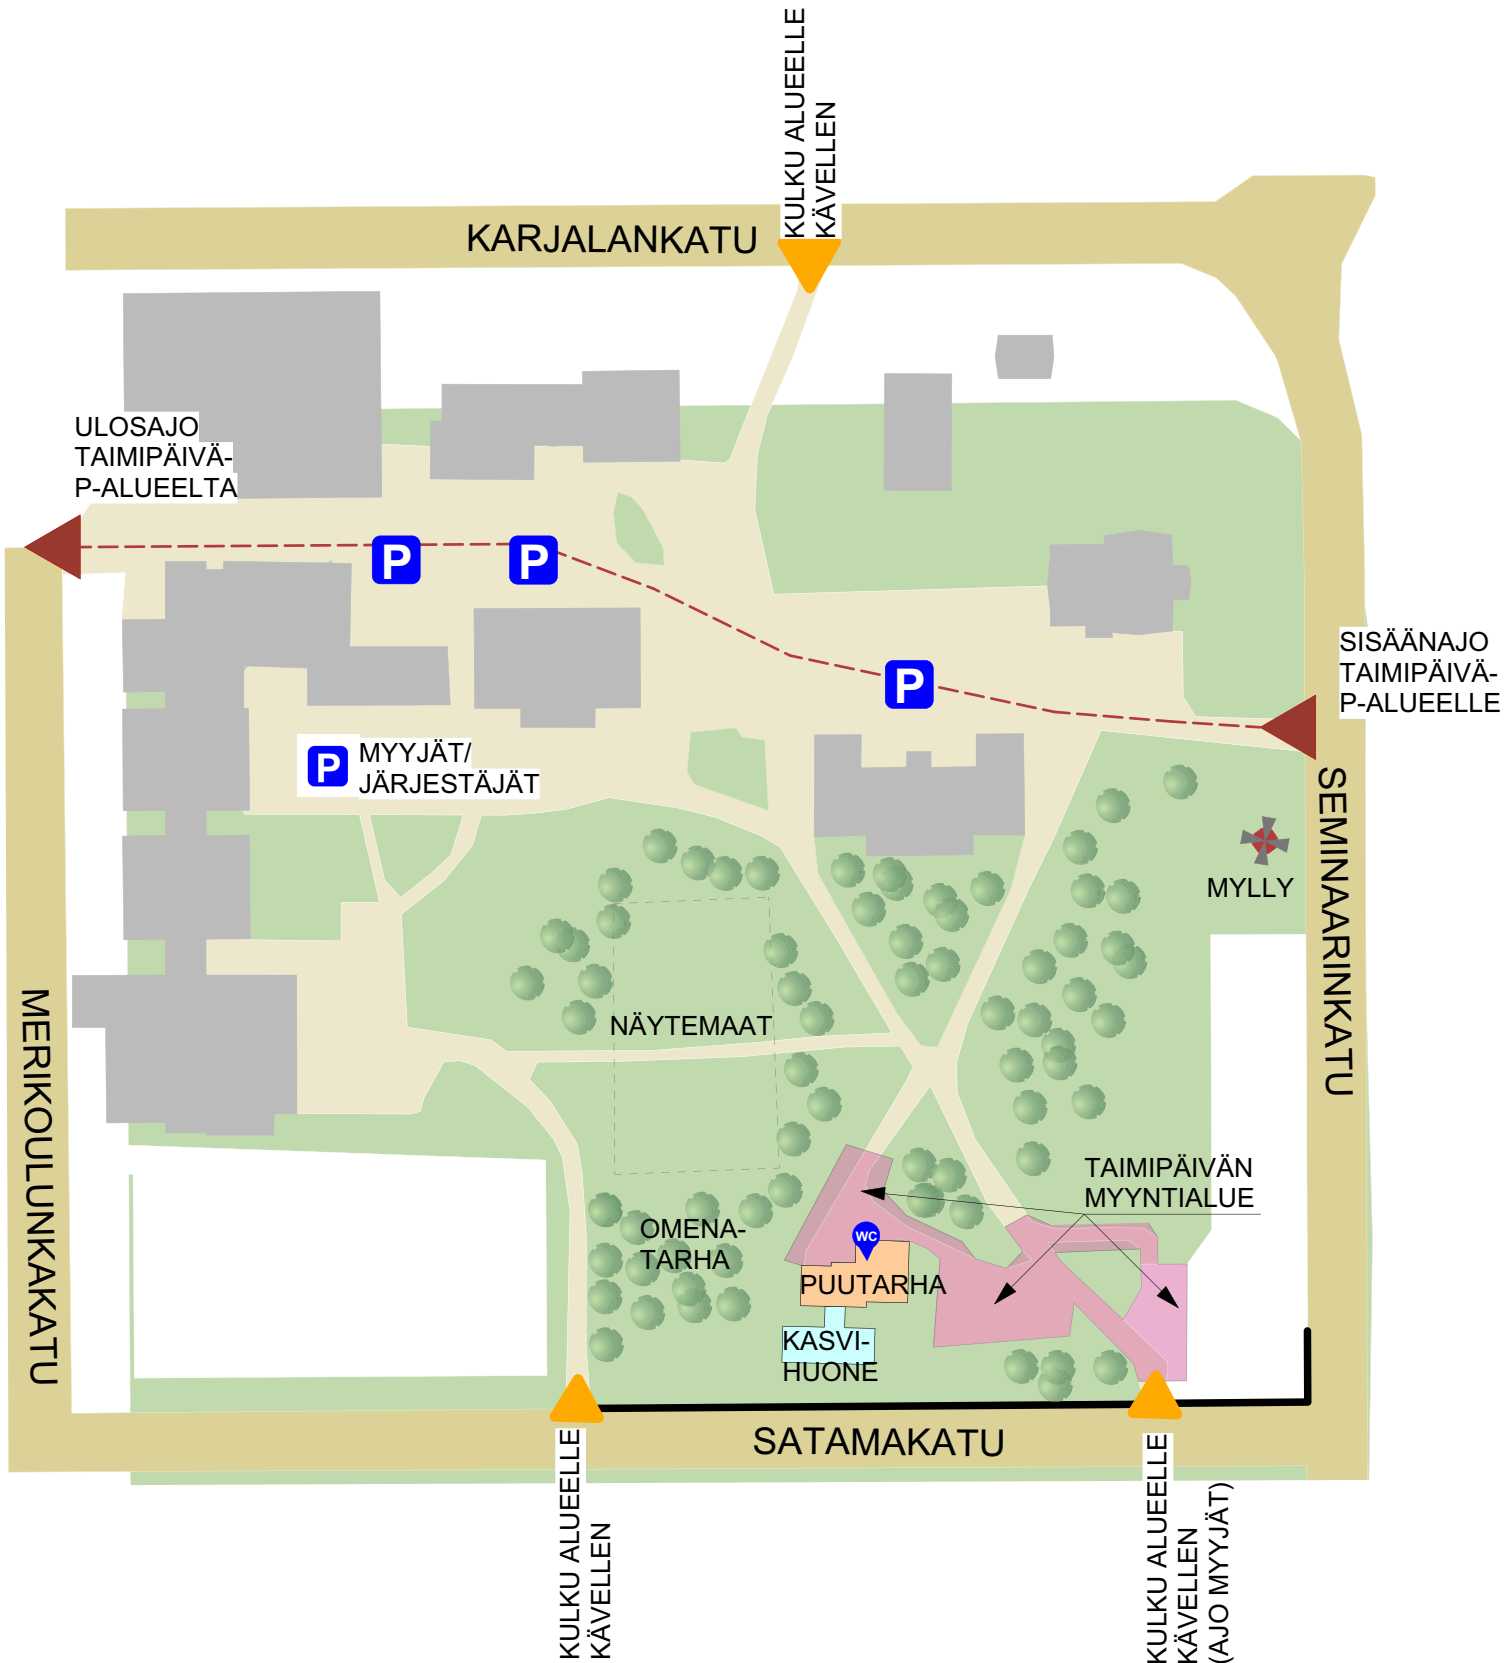 KULKU ALUEELLE
KÄVELLEN
KARJALANKATU
ULOSAJO
TAIMIPÄIVÄ-
P-ALUEELTA
P
P
SISÄÄNAJO
TAIMIPÄIVÄ-
P-ALUEELLE
P
P
MYYJÄT/
JÄRJESTÄJÄT
SEMINAARINKATU
MYLLY
MERIKOULUNKATU
NÄYTEMAAT
TAIMIPÄIVÄN
MYYNTIALUE
OMENA-
TARHA
WC
PUUTARHA
KASVI-
HUONE
SATAMAKATU
KULKU ALUEELLE
KÄVELLEN
KULKU ALUEELLE
KÄVELLEN
(AJO MYYJÄT)